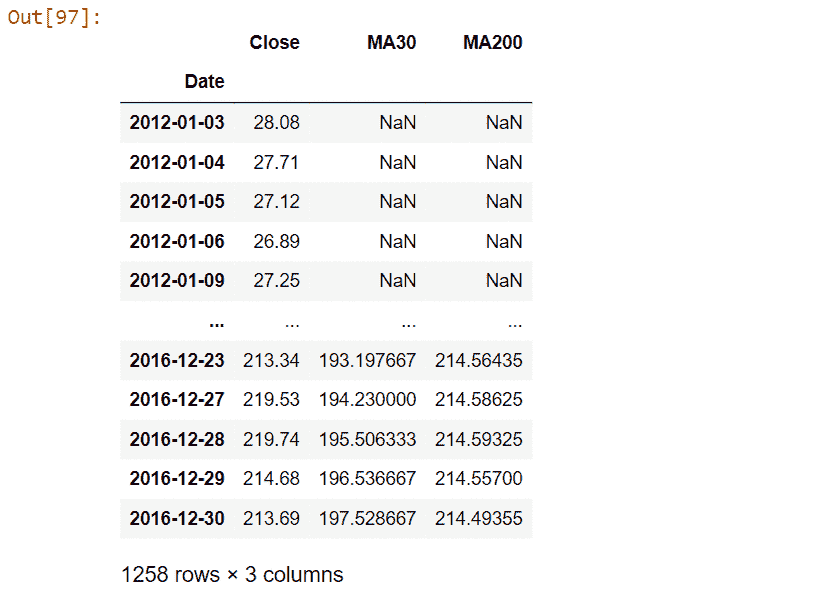 Out[97]:
Close MA30 MA200
Date
2012-01-03 28.08 NaN NaN
2012-01-04 27.71 NaN NaN
2012-01-05 27.12 NaN NaN
2012-01-06 26.89 NaN NaN
2012-01-09 27.25 NaN NaN
... ... ... ...
2016-12-23 213.34 193.197667 214.56435
2016-12-27 219.53 194.230000 214.58625
2016-12-28 219.74 195.506333 214.59325
2016-12-29 214.68 196.536667 214.55700
2016-12-30 213.69 197.528667 214.49355
1258 rows × 3 columns